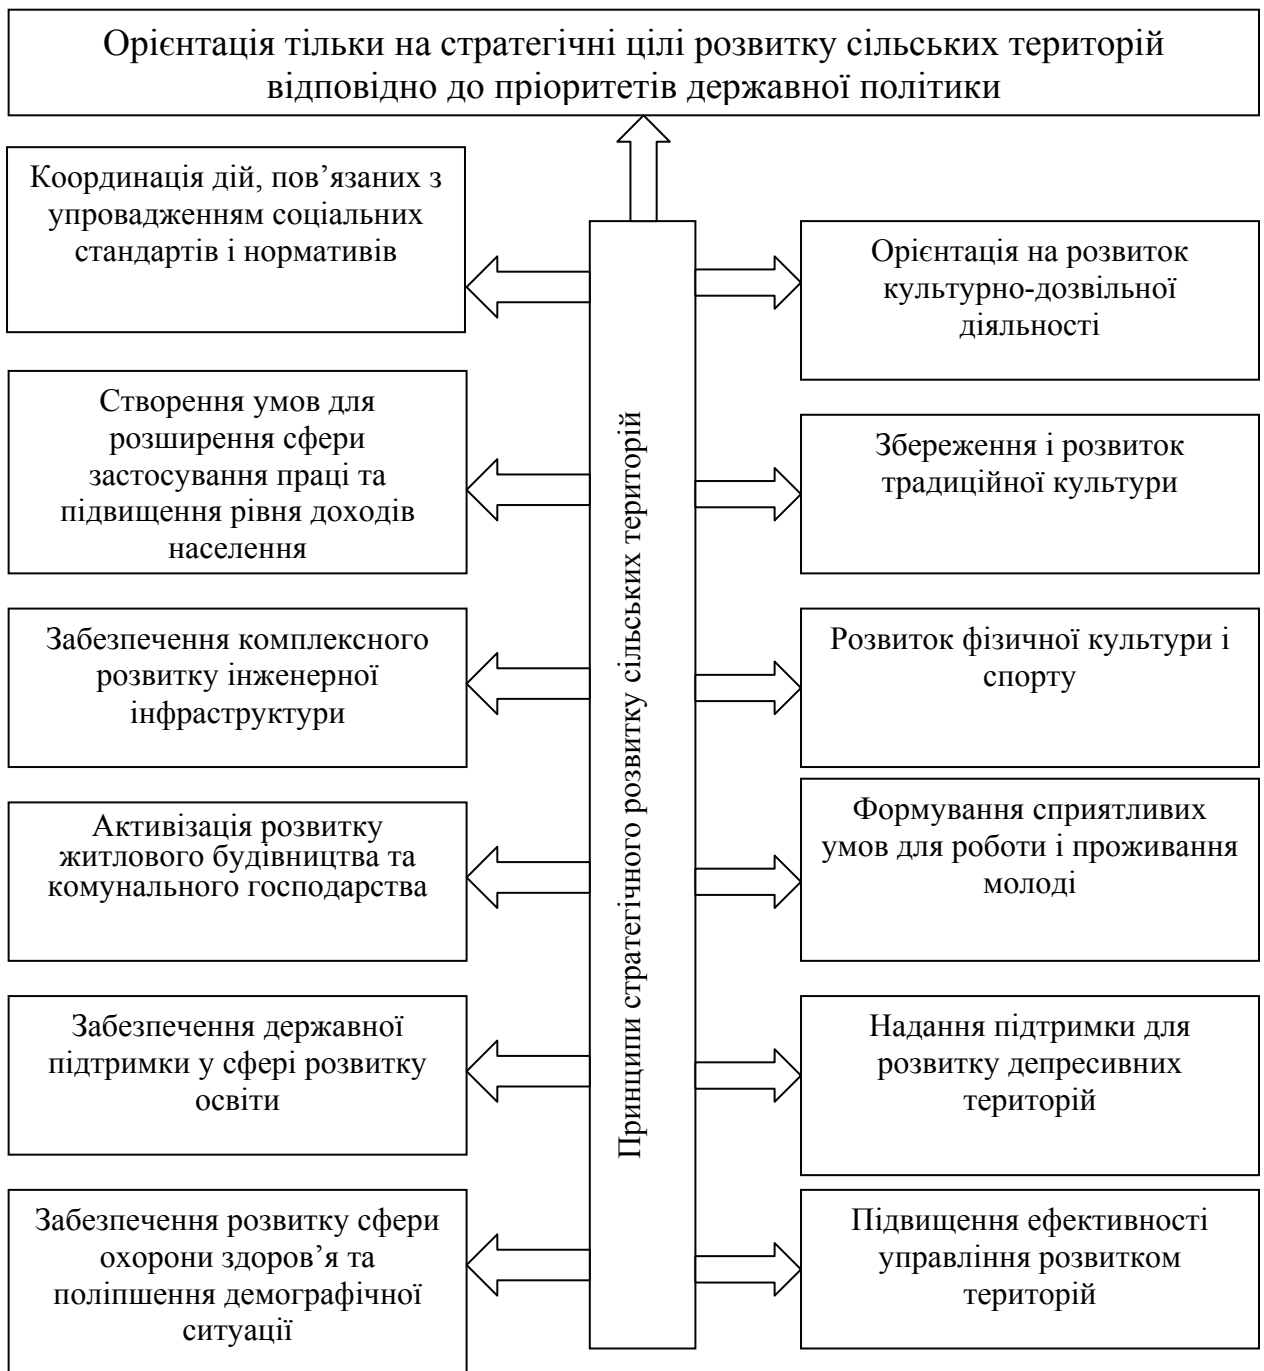 Орієнтація тільки на стратегічні цілі розвитку сільських територій
відповідно до пріоритетів державної політики
Координація дій, пов’язаних з
упровадженням соціальних
стандартів і нормативів
Створення умов для
розширення сфери
застосування праці та
підвищення рівня доходів
населення
Забезпечення комплексного
розвитку інженерної
інфраструктури
Активізація розвитку
житлового будівництва та
комунального господарства
Забезпечення державної
підтримки у сфері розвитку
освіти
Забезпечення розвитку сфери
охорони здоров’я та
поліпшення демографічної
ситуації
Принципи стратегічного розвитку сільських територій
Орієнтація на розвиток
культурно-дозвільної
діяльності
Збереження і розвиток
традиційної культури
Розвиток фізичної культури і
спорту
Формування сприятливих
умов для роботи і проживання
молоді
Надання підтримки для
розвитку депресивних
територій
Підвищення ефективності
управління розвитком
територій